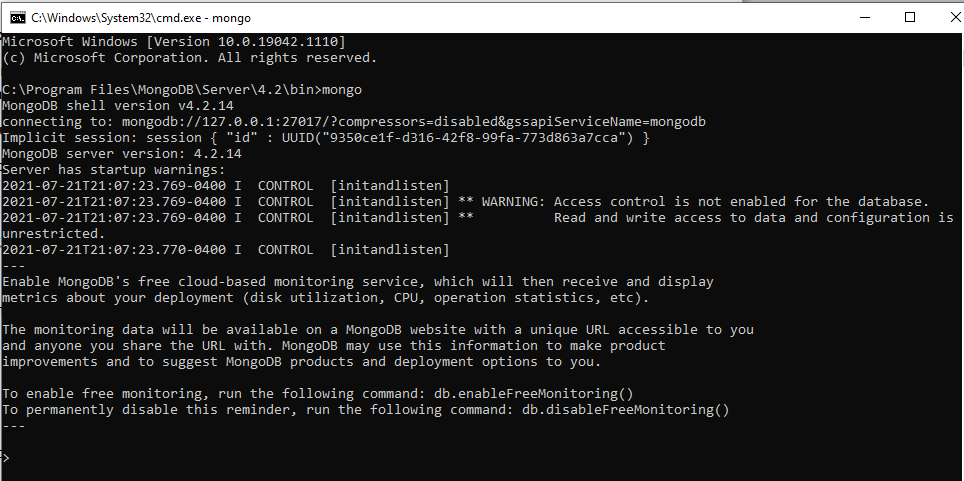 C:\Windows\System32\cmd.exe - mongo
Microsoft Windows [Version 10.0.19042.1110]
(c) Microsoft Corporation. All rights reserved.
C:\Program Files\MongoDB\Server\4.2\bin>mongo
MongoDB shell version v4.2.14
connecting to: mongodb://127.0.0.1:27017/?compressors=disabled&gssapiServiceName=mongodb
Implicit session: session { "id" : UUID("9350ce1f-d316-42f8-99fa-773d863a7cca") }
MongoDB server version: 4.2.14
Server has startup warnings:
2021-07-21T21:07:23.769-0400 I  CONTROL  [initandlisten]
2021-07-21T21:07:23.769-0400 I  CONTROL  [initandlisten] ** WARNING: Access control is not enabled for the database.
2021-07-21T21:07:23.769-0400 I  CONTROL  [initandlisten] **          Read and write access to data and configuration is
unrestricted.
2021-07-21T21:07:23.770-0400 I  CONTROL  [initandlisten]
---
Enable MongoDB's free cloud-based monitoring service, which will then receive and display
metrics about your deployment (disk utilization, CPU, operation statistics, etc).
The monitoring data will be available on a MongoDB website with a unique URL accessible to you
and anyone you share the URL with. MongoDB may use this information to make product
improvements and to suggest MongoDB products and deployment options to you.
To enable free monitoring, run the following command: db.enableFreeMonitoring()
To permanently disable this reminder, run the following command: db.disableFreeMonitoring()
---
>